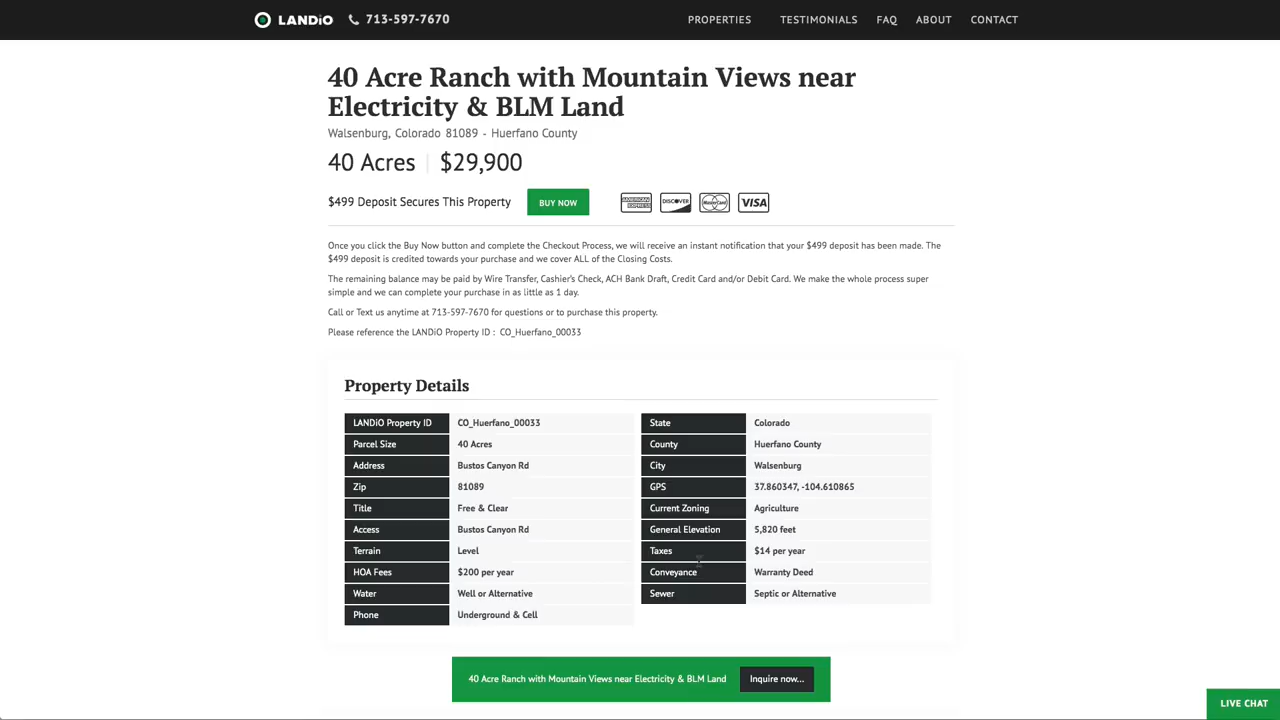 LANDiO 713-597-7670 PROPERTIES TESTIMONIALS FAQ ABOUT CONTACT
40 Acre Ranch with Mountain Views near
Electricity & BLM Land
Walsenburg, Colorado 81089 - Huerfano County
40 Acres | $29,900
$499 Deposit Secures This Property BUY NOW AMERICAN EXPRESS DISCOVER MasterCard VISA
Once you click the Buy Now button and complete the Checkout Process, we will receive an instant notification that your $499 deposit has been made. The
$499 deposit is credited towards your purchase and we cover ALL of the Closing Costs.
The remaining balance may be paid by Wire Transfer, Cashier's Check, ACH Bank Draft, Credit Card and/or Debit Card. We make the whole process super
simple and we can complete your purchase in as little as 1 day.
Call or Text us anytime at 713-597-7670 for questions or to purchase this property.
Please reference the LANDiO Property ID : CO_Huerfano_00033
Property Details
LANDiO Property ID CO_Huerfano_00033 State Colorado
Parcel Size 40 Acres County Huerfano County
Address Bustos Canyon Rd City Walsenburg
Zip 81089 GPS 37.860347, -104.610865
Title Free & Clear Current Zoning Agriculture
Access Bustos Canyon Rd General Elevation 5,820 feet
Terrain Level Taxes $14 per year
HOA Fees $200 per year Conveyance Warranty Deed
Water Well or Alternative Sewer Septic or Alternative
Phone Underground & Cell
40 Acre Ranch with Mountain Views near Electricity & BLM Land Inquire now...
LIVE CHAT